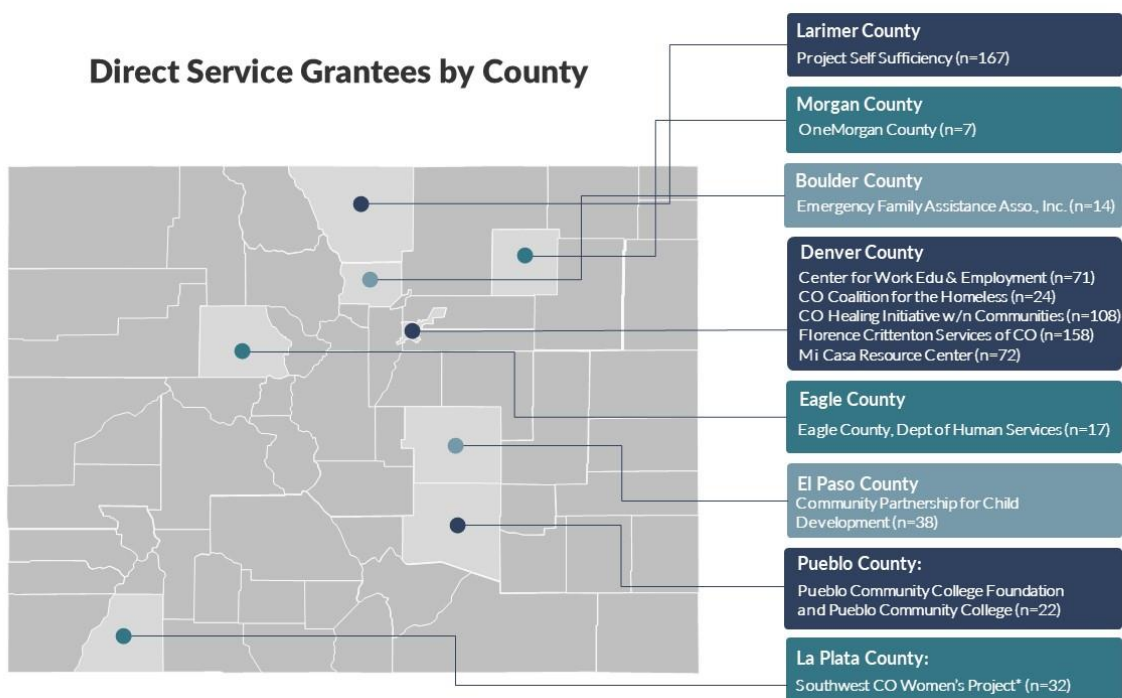 Direct Service Grantees by County
Larimer County
Project Self Sufficiency (n=167)
Morgan County
OneMorgan County (n=7)
Boulder County
Emergency Family Assistance Asso., Inc. (n=14)
Denver County
Center for Work Edu & Employment (n=71)
CO Coalition for the Homeless (n=24)
CO Healing Initiative w/n Communities (n=108)
Florence Crittenton Services of CO (n=158)
Mi Casa Resource Center (n=72)
Eagle County
Eagle County, Dept of Human Services (n=17)
El Paso County
Community Partnership for Child
Development (n=38)
Pueblo County:
Pueblo Community College Foundation
and Pueblo Community College (n=22)
La Plata County:
Southwest CO Women's Project* (n=32)